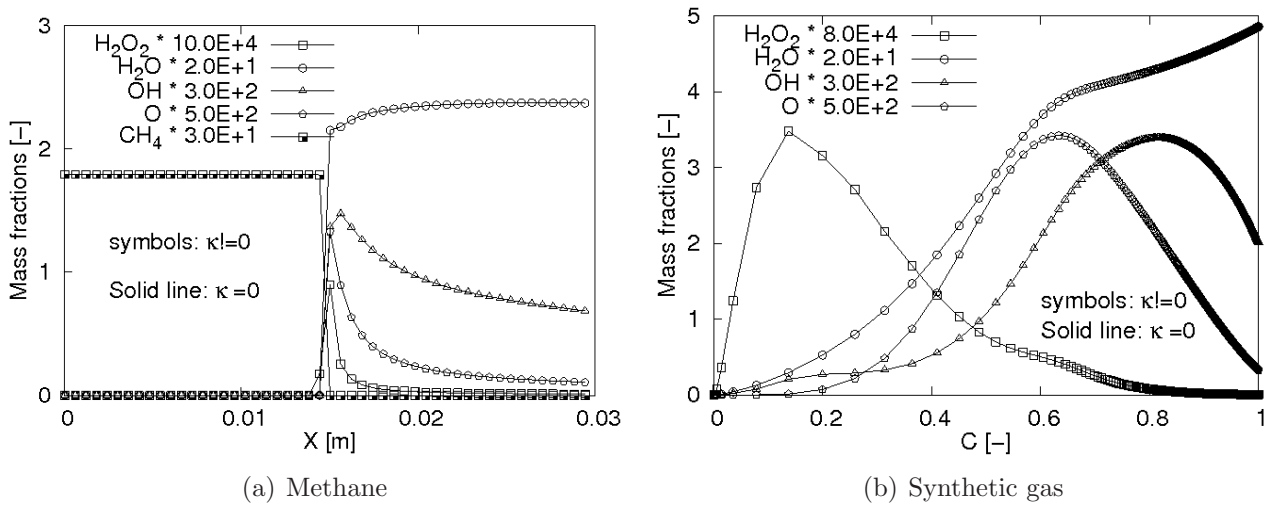 3
2
1
0
Mass fractions [–]
H2O2 * 10.0E+4
H2O * 2.0E+1
OH * 3.0E+2
O * 5.0E+2
CH4 * 3.0E+1
symbols: κ!=0
Solid line: κ =0
0
0.01
0.02
0.03
X [m]
(a) Methane
5
4
3
2
1
0
Mass fractions [–]
H2O2 * 8.0E+4
H2O * 2.0E+1
OH * 3.0E+2
O * 5.0E+2
symbols: κ!=0
Solid line: κ =0
0
0.2
0.4
0.6
0.8
1
C [–]
(b) Synthetic gas